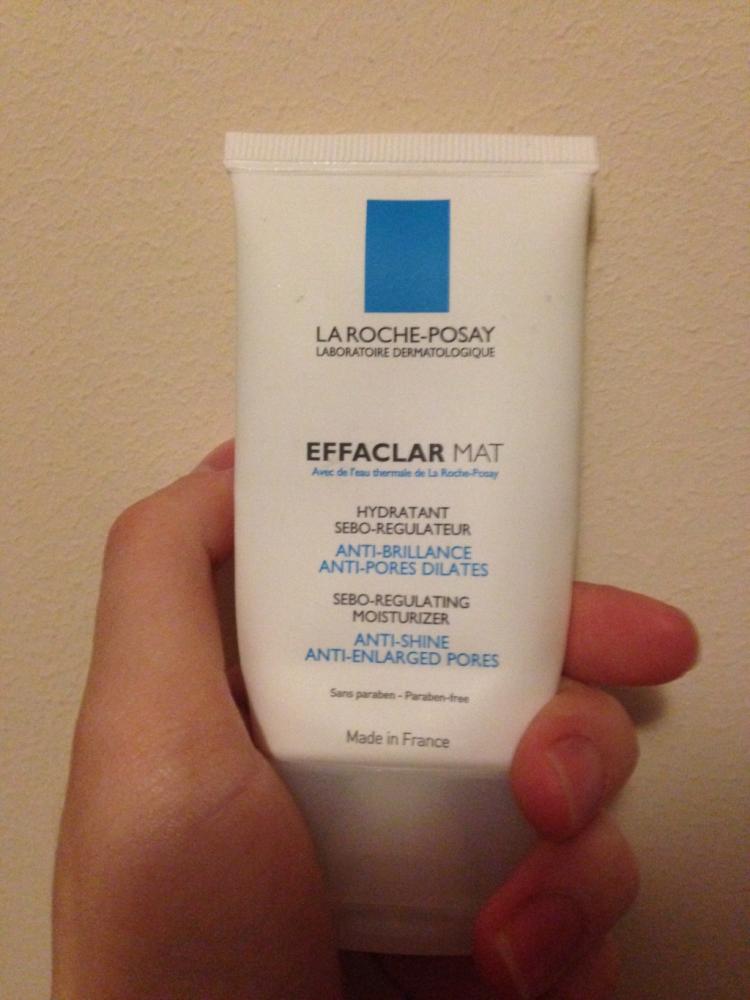 LA ROCHE-POSAY
LABORATOIRE DERMATOLOGIQUE
EFFACLAR MAT
Avec de l'eau thermale de La Roche-Posay
HYDRATANT
SEBO-REGULATEUR
ANTI-BRILLANCE
ANTI-PORES DILATES
SEBO-REGULATING
MOISTURIZER
ANTI-SHINE
ANTI-ENLARGED PORES
Sans paraben - Paraben-free
Made in France